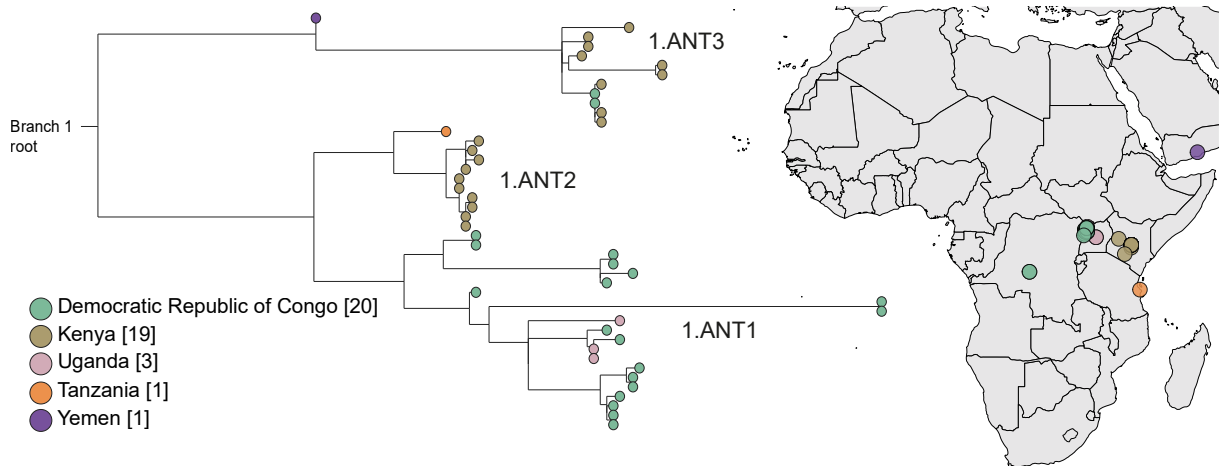 1.ANT3
Branch 1
root
1.ANT2
1.ANT1
Democratic Republic of Congo [20]
Kenya [19]
Uganda [3]
Tanzania [1]
Yemen [1]